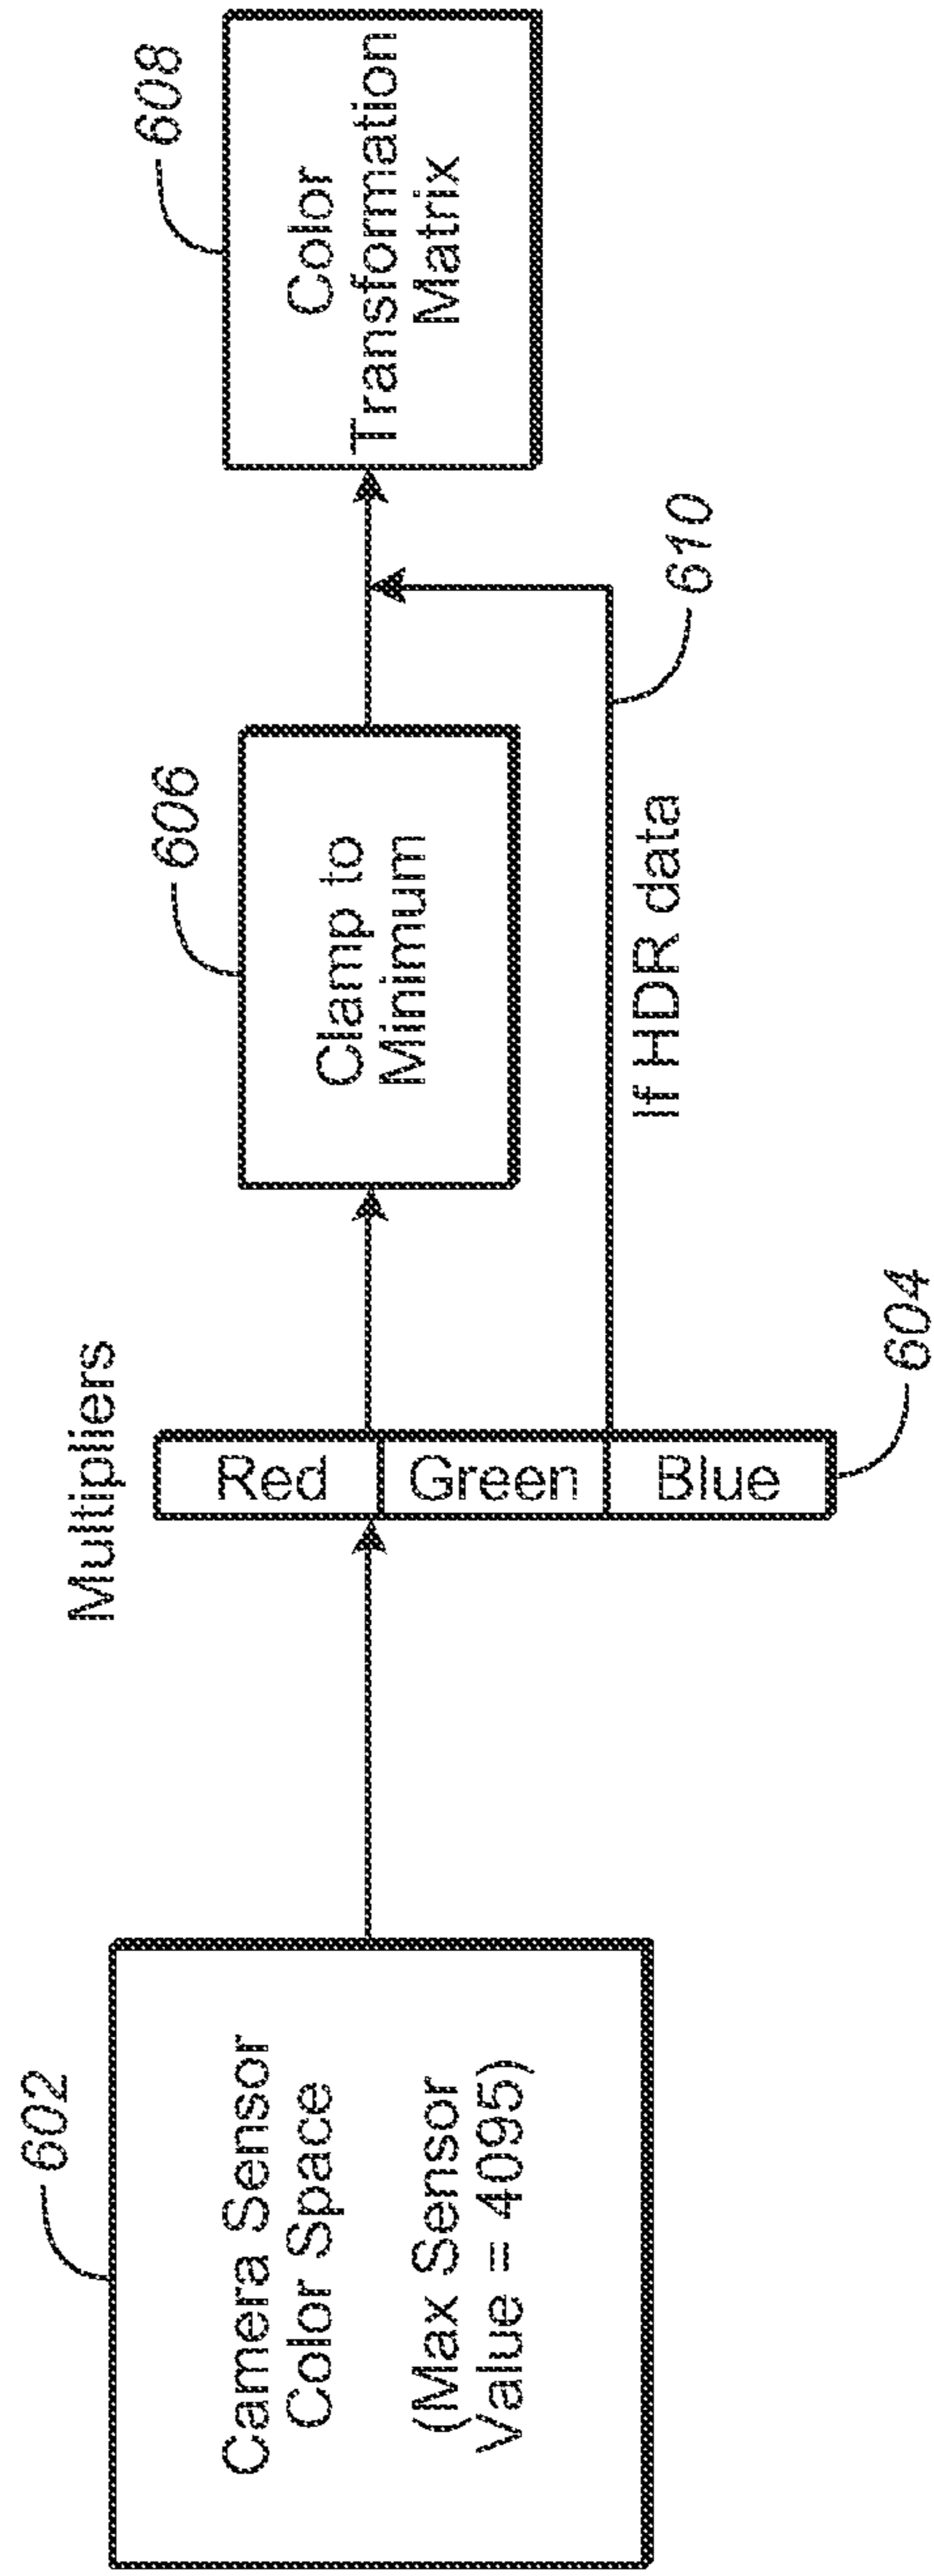 602
Camera Sensor
Color Space
(Max Sensor
Value = 4095)
Multipliers
Red
Green
Blue
604
606
Clamp to
Minimum
If HDR data
610
608
Color
Transformation
Matrix